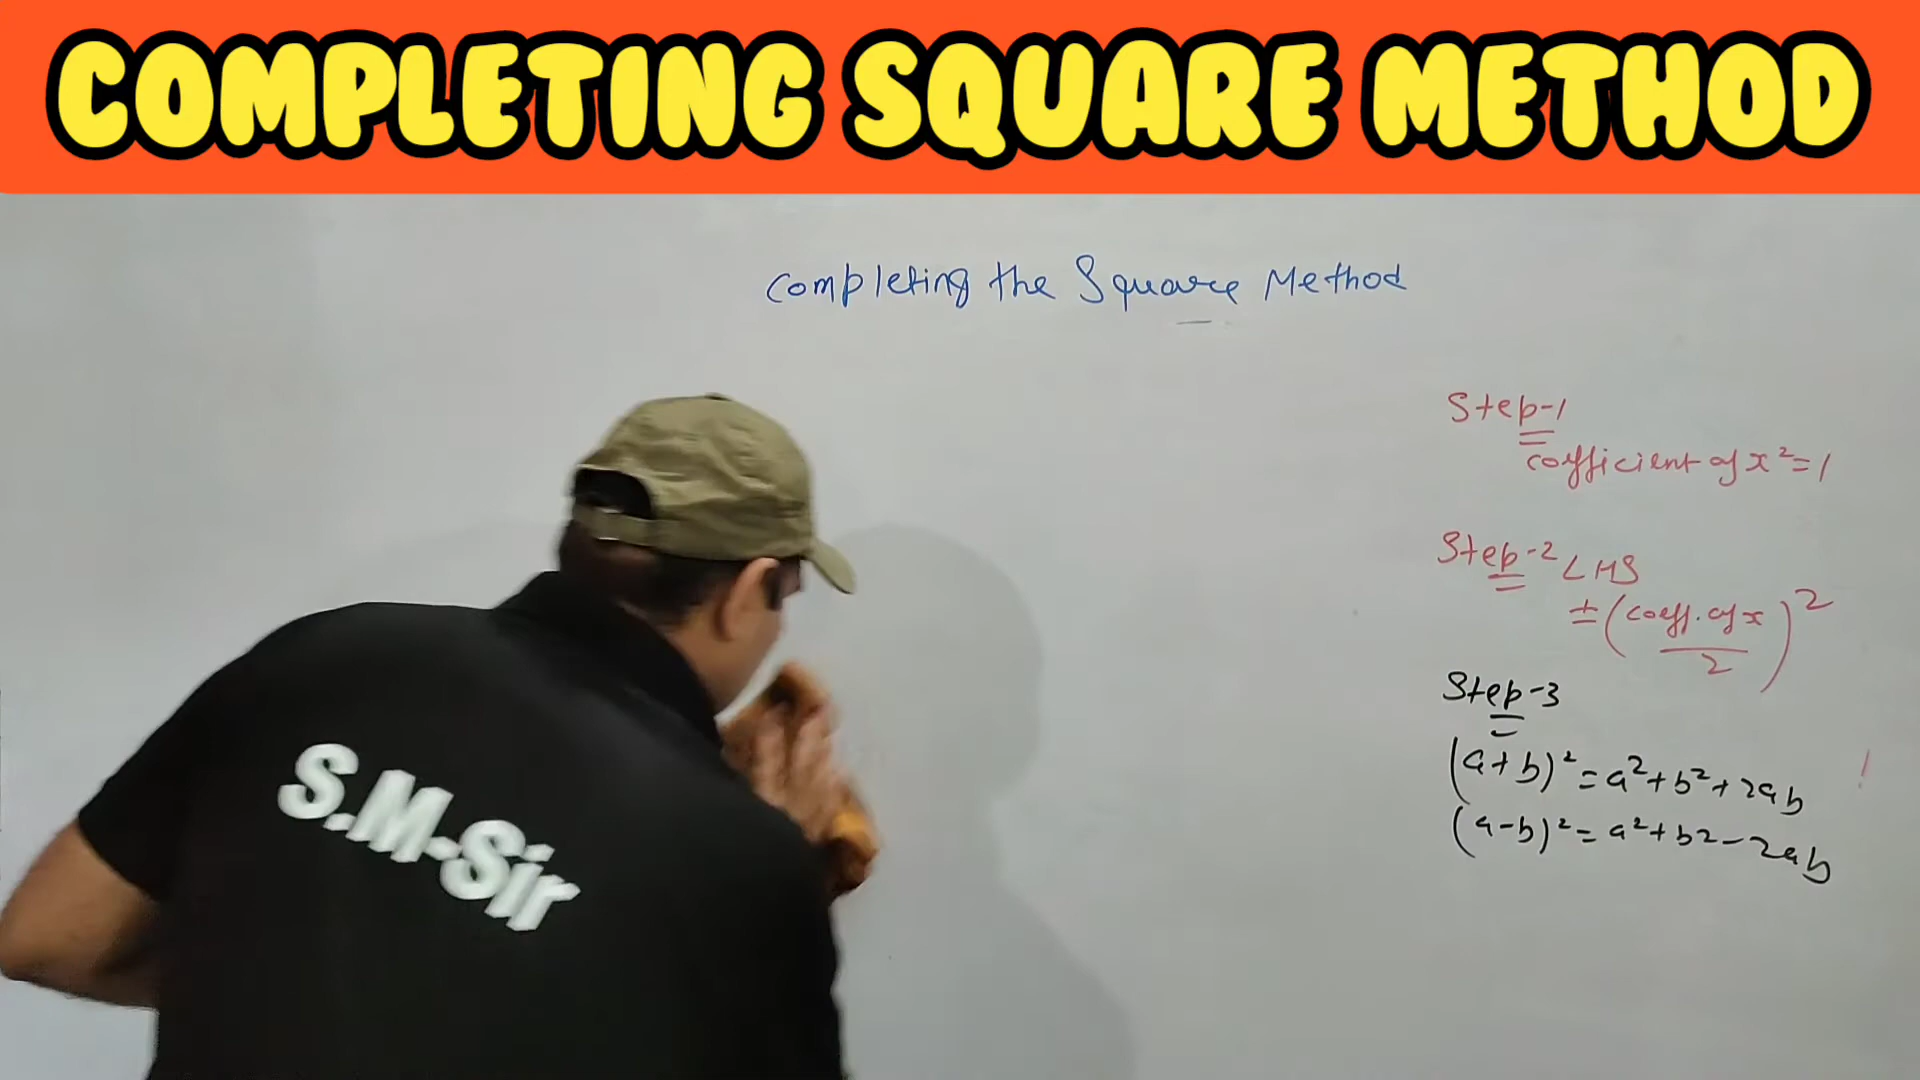 COMPLETING SQUARE METHOD
Completing the Square Method
Step-1
coefficient of x² = 1
Step-2 LHS
± (coeff. of x / 2)²
Step-3
(a+b)² = a²+b²+2ab
(a-b)² = a²+b2-2ab
S.M-Sir